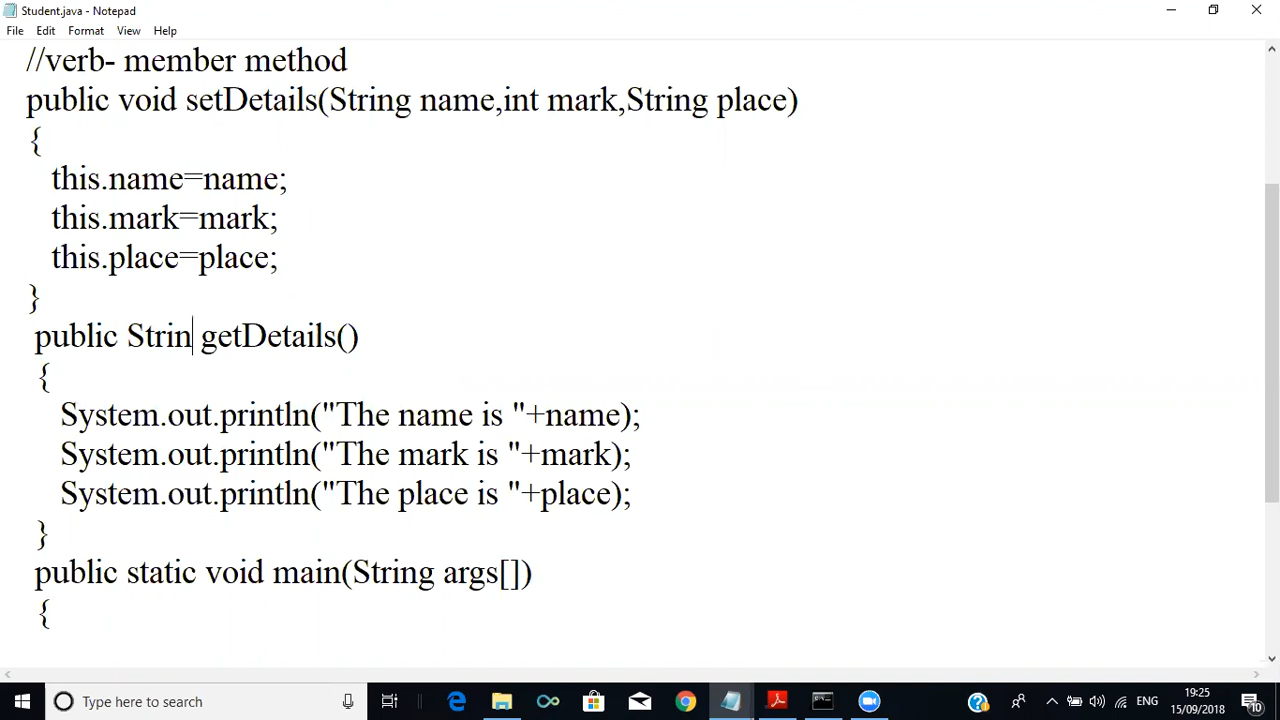 Student.java - Notepad
File Edit Format View Help
//verb- member method
public void setDetails(String name,int mark,String place)
{
this.name=name;
this.mark=mark;
this.place=place;
}
public Strin getDetails()
{
System.out.println("The name is "+name);
System.out.println("The mark is "+mark);
System.out.println("The place is "+place);
}
public static void main(String args[])
{
Type here to search
ENG
19:25
15/09/2018
10